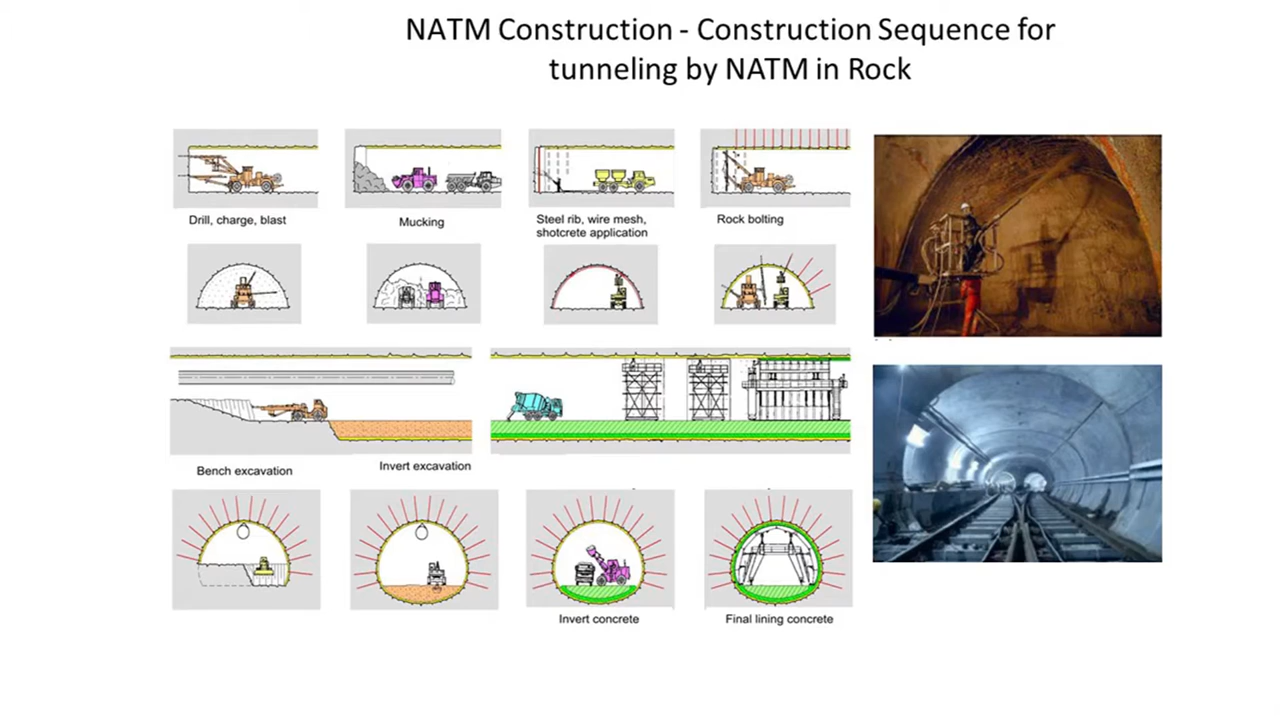 NATM Construction - Construction Sequence for
tunneling by NATM in Rock
Drill, charge, blast
Mucking
Steel rib, wire mesh,
shotcrete application
Rock bolting
Bench excavation
Invert excavation
Invert concrete
Final lining concrete